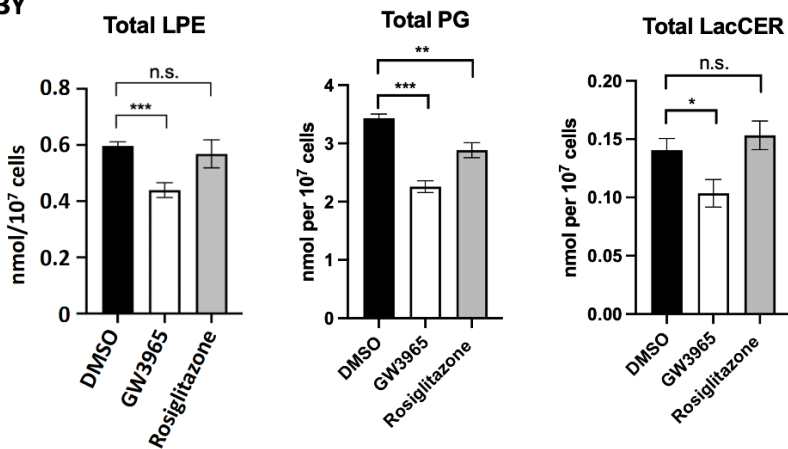 3Y
Total LPE
nmol/10⁷ cells
0.8
0.6
0.4
0.2
0
n.s.
***
DMSO
GW3965
Rosiglitazone
Total PG
nmol per 10⁷ cells
4
3
2
1
0
**
***
DMSO
GW3965
Rosiglitazone
Total LacCER
nmol per 10⁷ cells
0.20
0.15
0.10
0.05
0.00
n.s.
*
DMSO
GW3965
Rosiglitazone